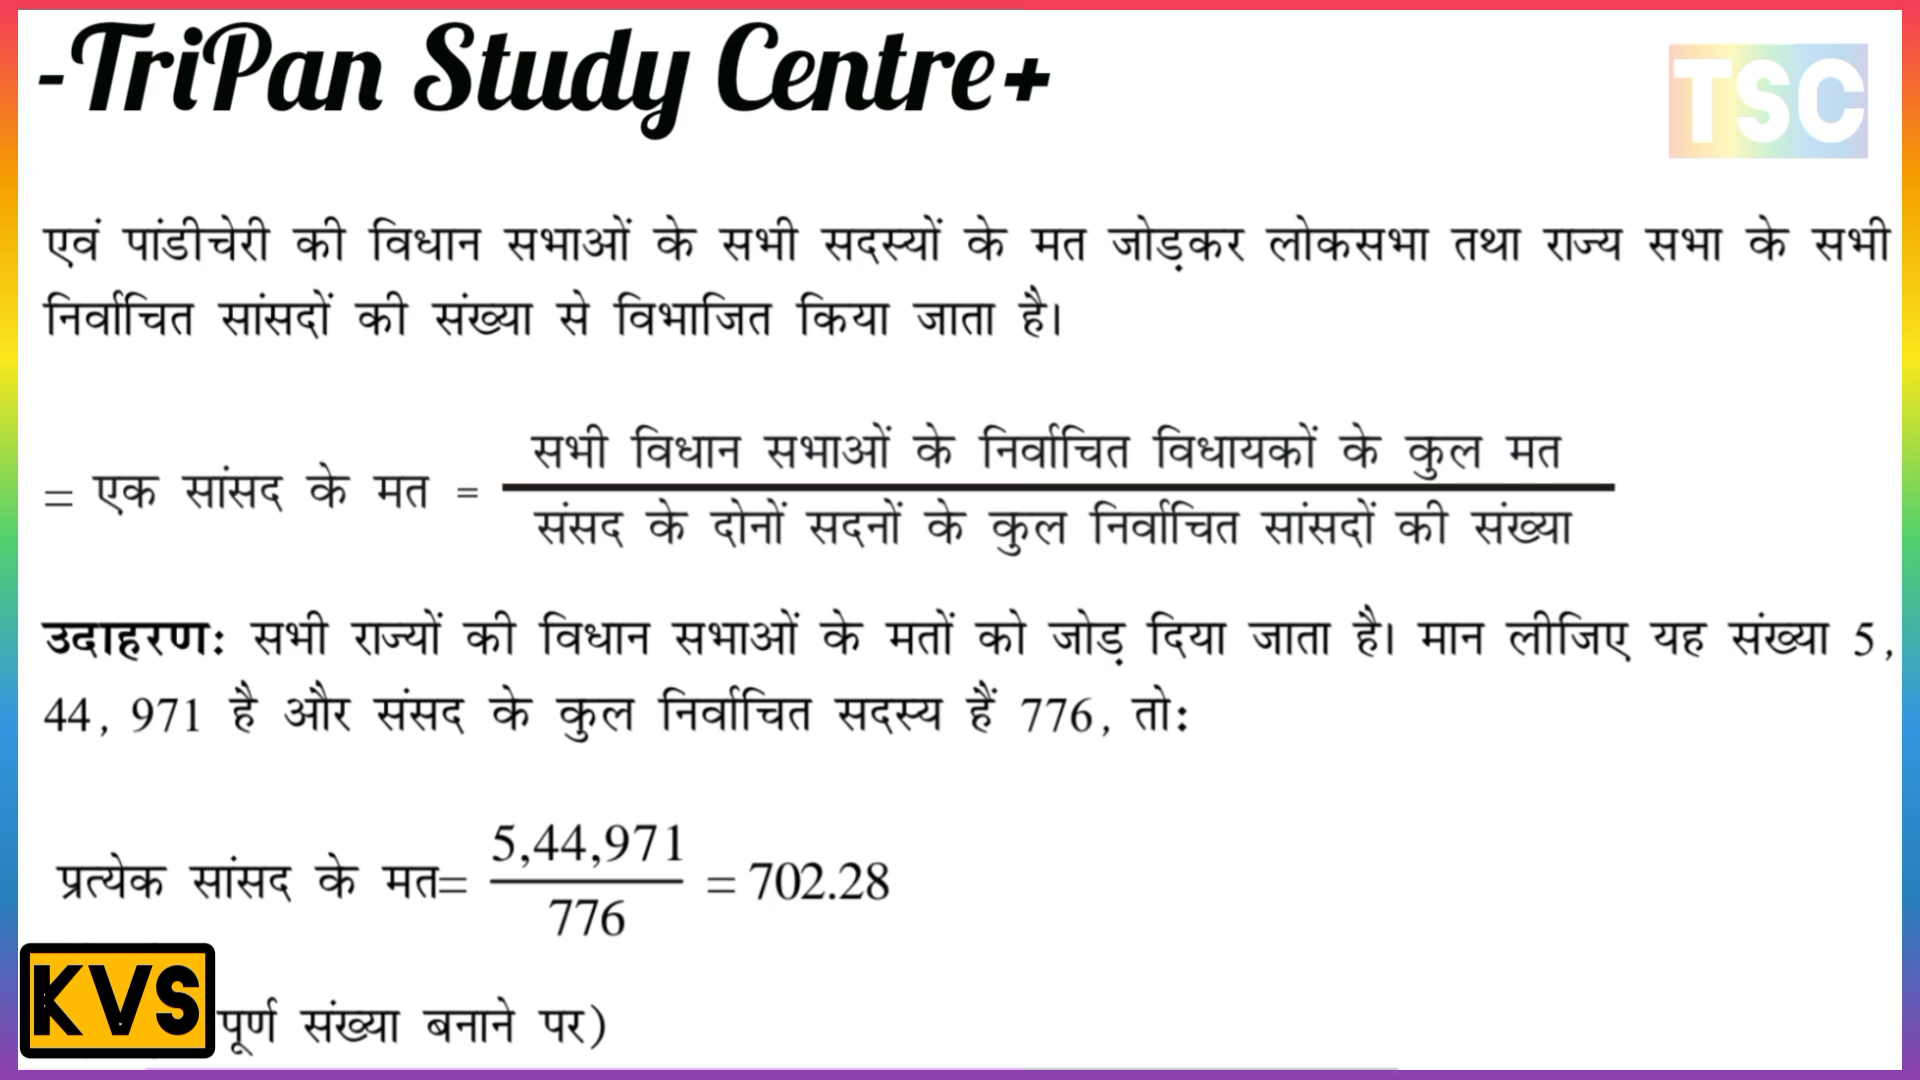 -TriPan Study Centre+
TSC
एवं पांडीचेरी की विधान सभाओं के सभी सदस्यों के मत जोड़कर लोकसभा तथा राज्य सभा के सभी
निर्वाचित सांसदों की संख्या से विभाजित किया जाता है।
सभी विधान सभाओं के निर्वाचित विधायकों के कुल मत
= एक सांसद के मत =
संसद के दोनों सदनों के कुल निर्वाचित सांसदों की संख्या
उदाहरण: सभी राज्यों की विधान सभाओं के मतों को जोड़ दिया जाता है। मान लीजिए यह संख्या 5,
44, 971 है और संसद के कुल निर्वाचित सदस्य हैं 776, तो:
5,44,971
प्रत्येक सांसद के मत= = 702.28
776
KVS पूर्ण संख्या बनाने पर)